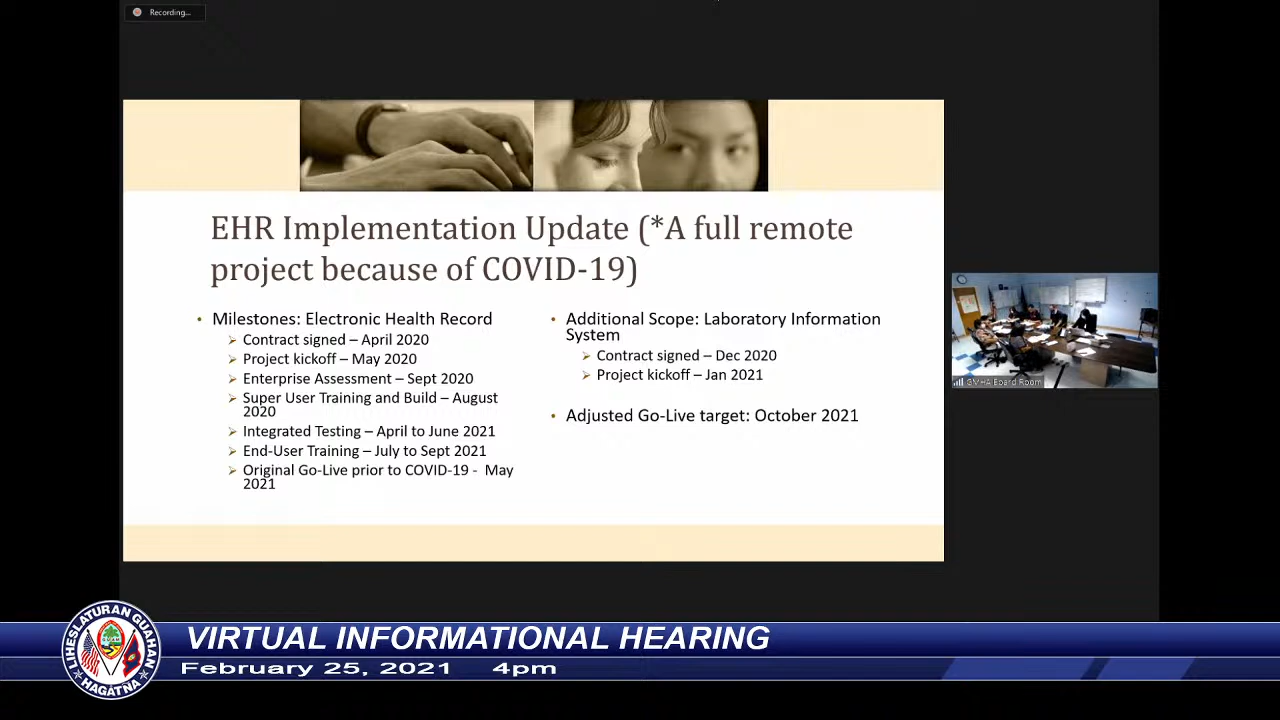 Recording...
EHR Implementation Update (*A full remote
project because of COVID-19)
• Milestones: Electronic Health Record
➢ Contract signed – April 2020
➢ Project kickoff – May 2020
➢ Enterprise Assessment – Sept 2020
➢ Super User Training and Build – August
2020
➢ Integrated Testing – April to June 2021
➢ End-User Training – July to Sept 2021
➢ Original Go-Live prior to COVID-19 - May
2021
• Additional Scope: Laboratory Information
System
➢ Contract signed – Dec 2020
➢ Project kickoff – Jan 2021
• Adjusted Go-Live target: October 2021
GMHA Board Room
LIHESLATURAN GUAHAN
HAGÅTÑA
VIRTUAL INFORMATIONAL HEARING
February 25, 2021 4pm